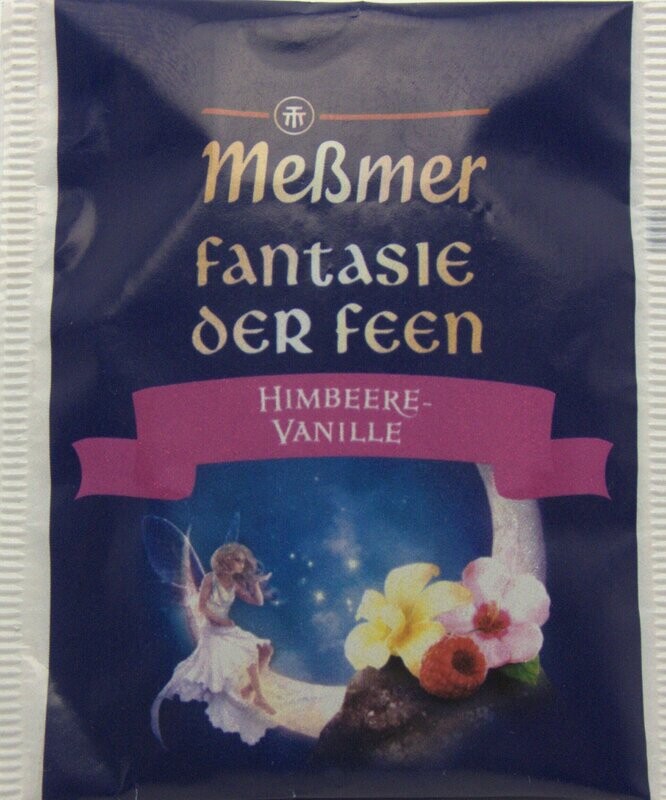 Meßmer
Fantasie
der Feen
Himbeere-
Vanille